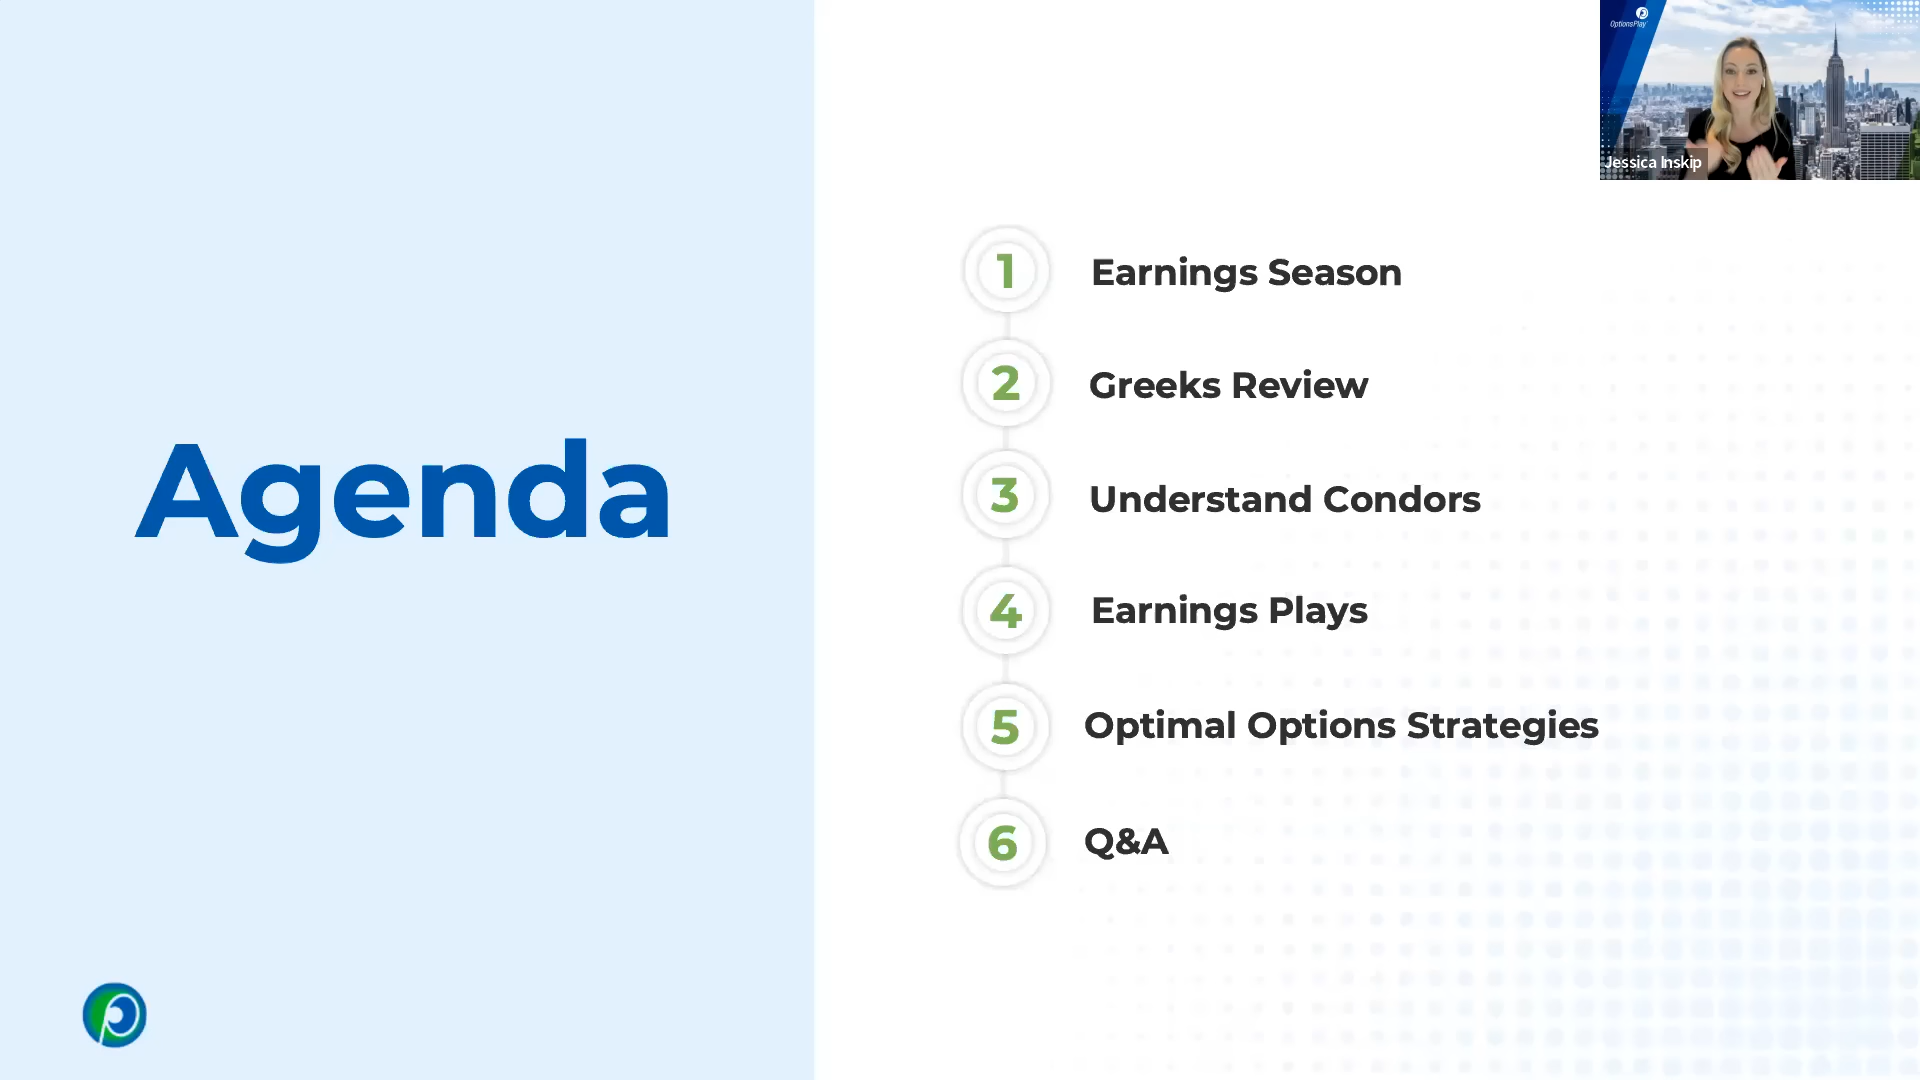 OptionsPlay
Jessica Inskip
Agenda
1 Earnings Season
2 Greeks Review
3 Understand Condors
4 Earnings Plays
5 Optimal Options Strategies
6 Q&A